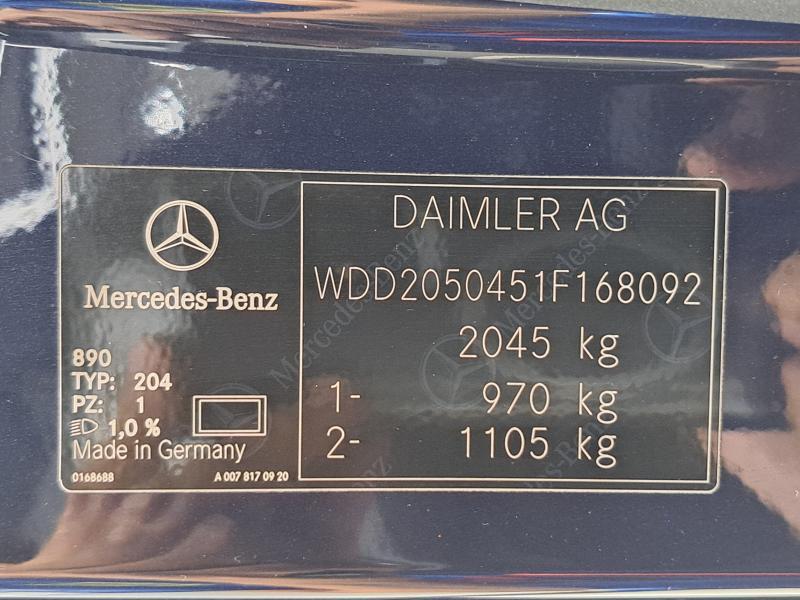 Mercedes-Benz
890
TYP: 204
PZ: 1
1,0 %
Made in Germany
0168688
A 007 817 09 20
DAIMLER AG
WDD2050451F168092
2045 kg
1- 970 kg
2- 1105 kg